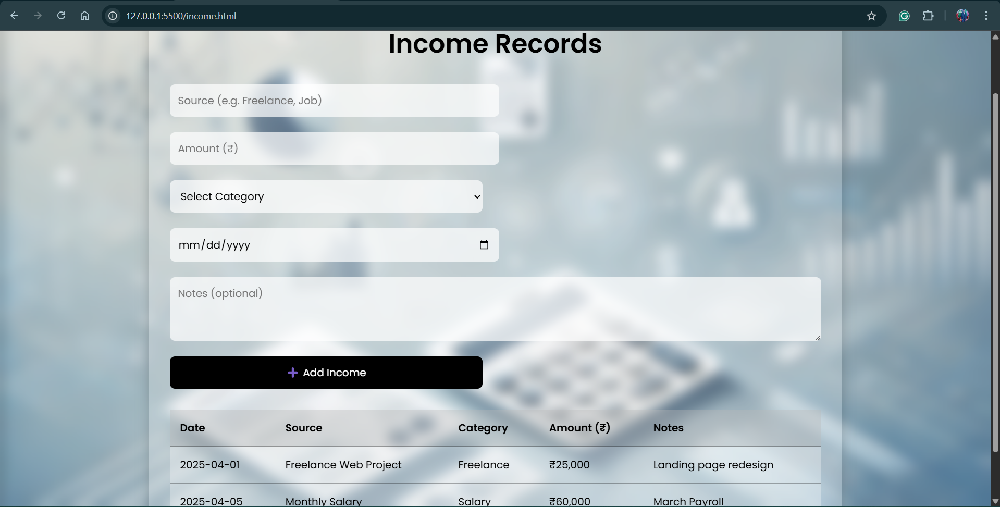 127.0.0.1:5500/income.html
Income Records
Source (e.g. Freelance, Job)
Amount (₹)
Select Category
mm/dd/yyyy
Notes (optional)
Add Income
Date Source Category Amount (₹) Notes
2025-04-01 Freelance Web Project Freelance ₹25,000 Landing page redesign
2025-04-05 Monthly Salary Salary ₹60,000 March Payroll